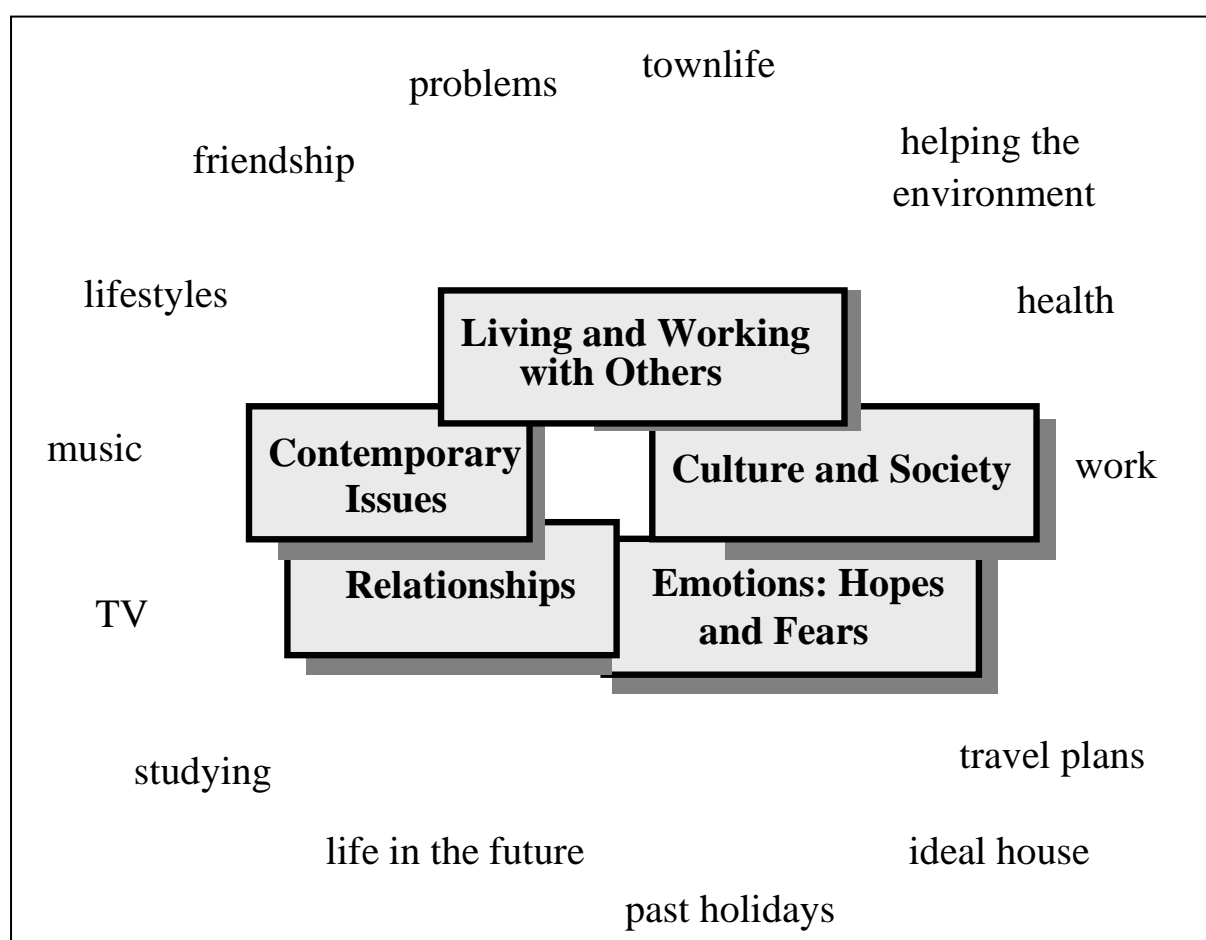 townlife
problems
helping the
environment
friendship
lifestyles
health
Living and Working
with Others
music
Contemporary
Issues
Culture and Society
work
Relationships
Emotions: Hopes
and Fears
TV
travel plans
studying
life in the future
ideal house
past holidays